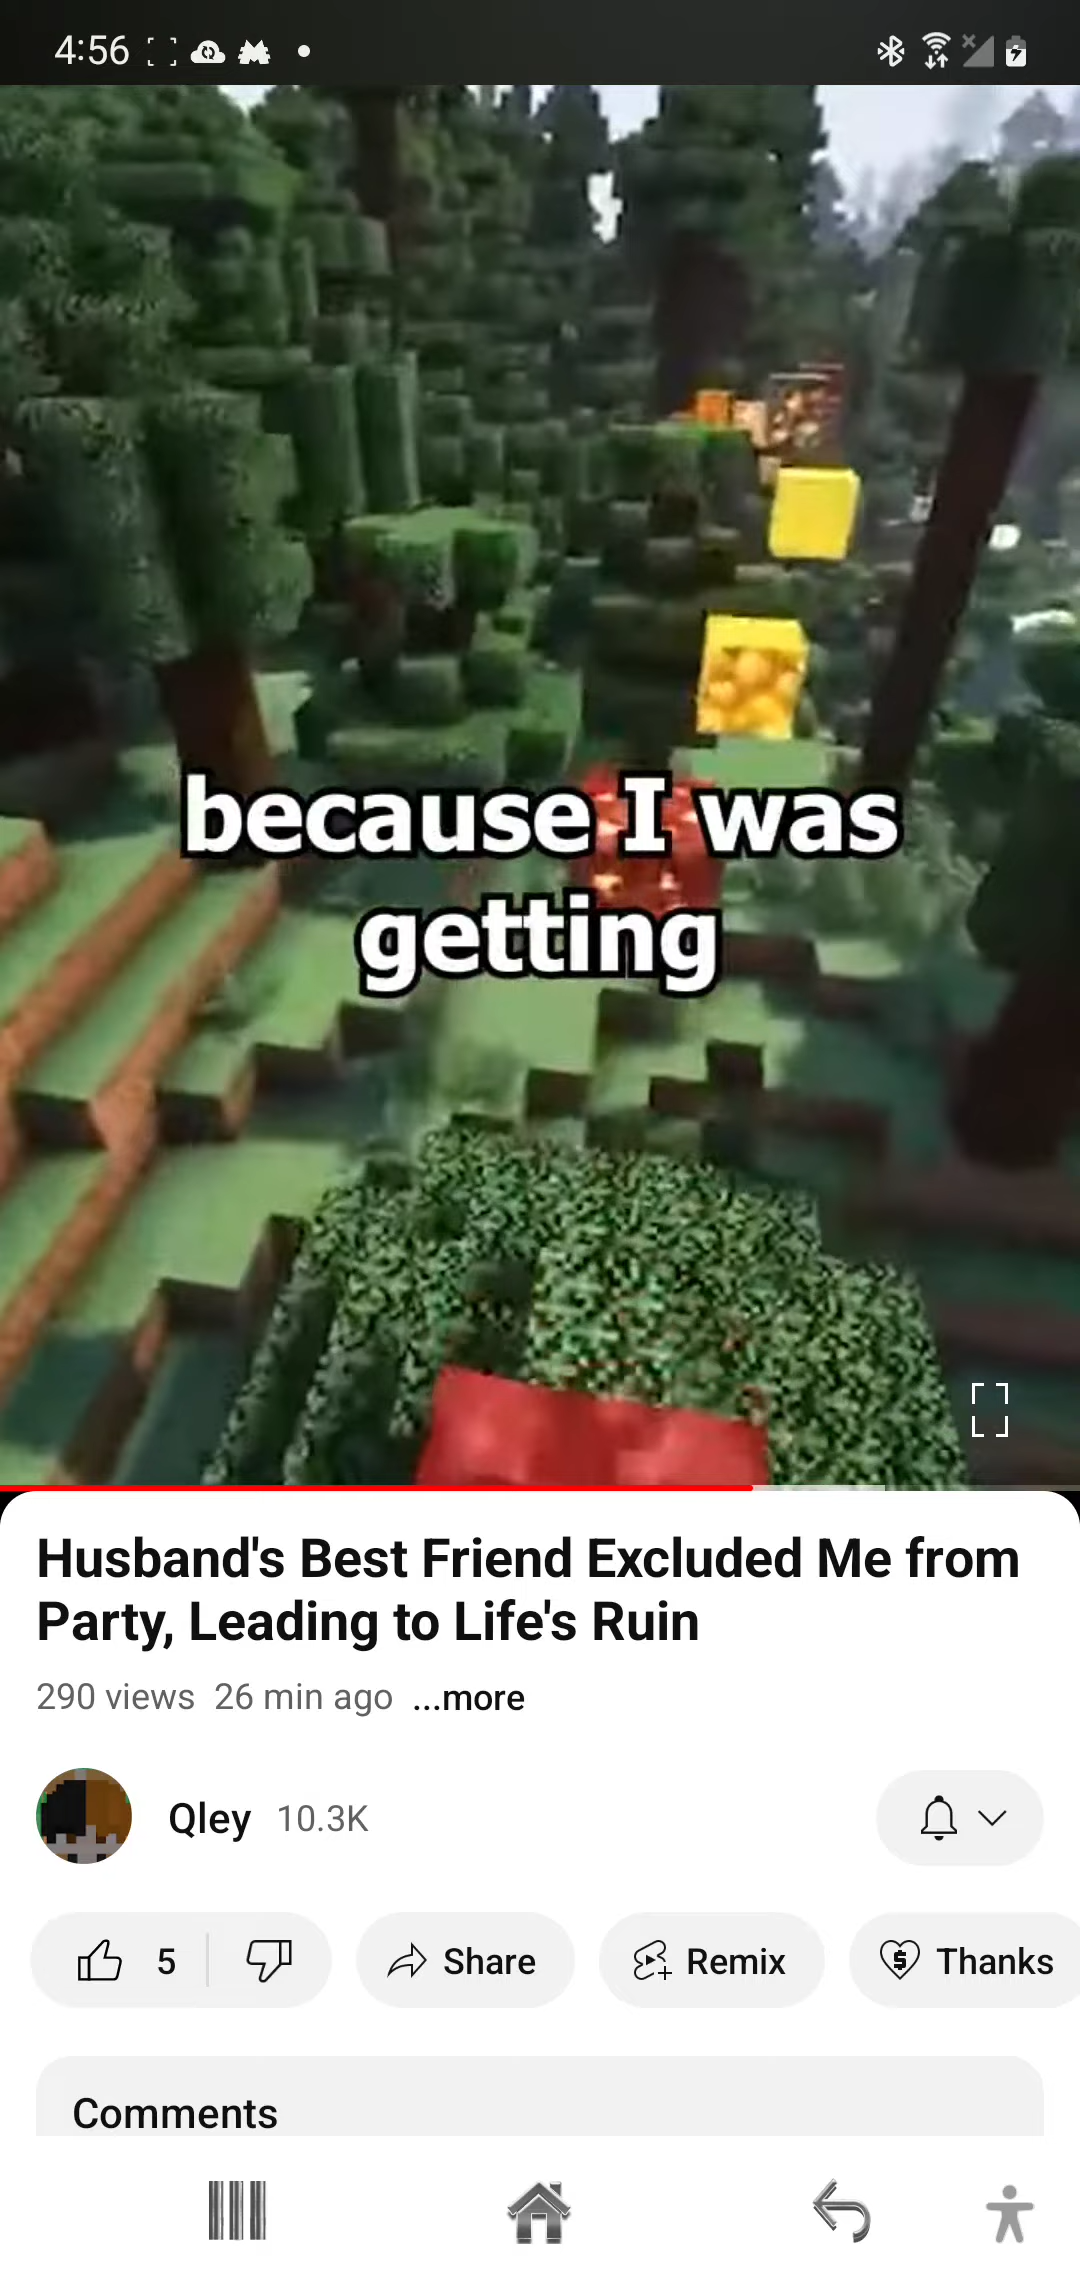 4:56
because I was
getting
Husband's Best Friend Excluded Me from
Party, Leading to Life's Ruin
290 views 26 min ago ...more
Qley 10.3K
5 Share Remix Thanks
Comments